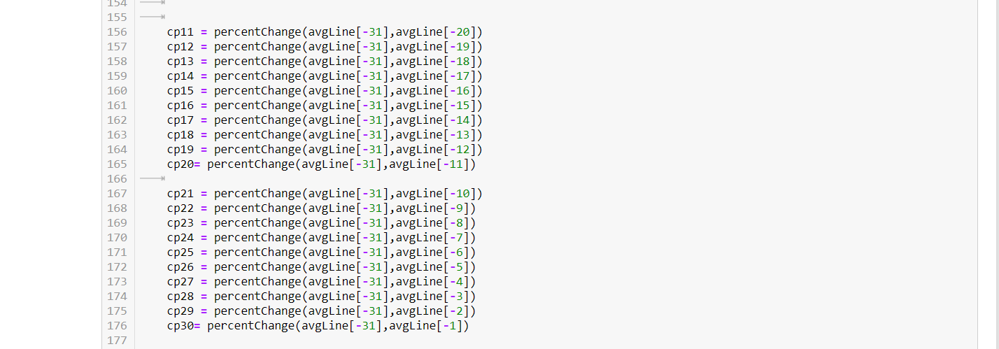 154
155
156 cp11 = percentChange(avgLine[-31],avgLine[-20])
157 cp12 = percentChange(avgLine[-31],avgLine[-19])
158 cp13 = percentChange(avgLine[-31],avgLine[-18])
159 cp14 = percentChange(avgLine[-31],avgLine[-17])
160 cp15 = percentChange(avgLine[-31],avgLine[-16])
161 cp16 = percentChange(avgLine[-31],avgLine[-15])
162 cp17 = percentChange(avgLine[-31],avgLine[-14])
163 cp18 = percentChange(avgLine[-31],avgLine[-13])
164 cp19 = percentChange(avgLine[-31],avgLine[-12])
165 cp20= percentChange(avgLine[-31],avgLine[-11])
166
167 cp21 = percentChange(avgLine[-31],avgLine[-10])
168 cp22 = percentChange(avgLine[-31],avgLine[-9])
169 cp23 = percentChange(avgLine[-31],avgLine[-8])
170 cp24 = percentChange(avgLine[-31],avgLine[-7])
171 cp25 = percentChange(avgLine[-31],avgLine[-6])
172 cp26 = percentChange(avgLine[-31],avgLine[-5])
173 cp27 = percentChange(avgLine[-31],avgLine[-4])
174 cp28 = percentChange(avgLine[-31],avgLine[-3])
175 cp29 = percentChange(avgLine[-31],avgLine[-2])
176 cp30= percentChange(avgLine[-31],avgLine[-1])
177